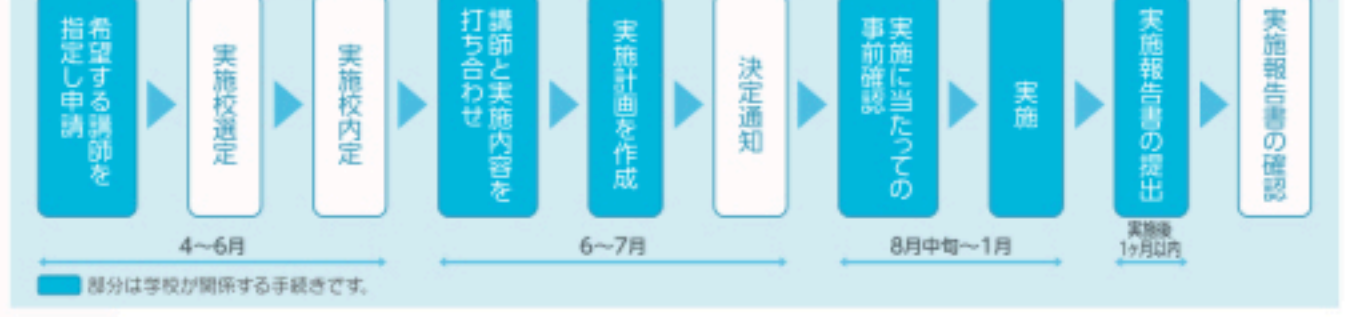 希望する講師を
指定し申請
実施校選定
実施校内定
講師と実施内容を
打ち合わせ
実施計画を作成
決定通知
実施に当たっての
事前確認
実施
実施報告書の提出
実施報告書の確認
4〜6月
6〜7月
8月中旬〜1月
実施後
1ヶ月以内
部分は学校が関係する手続きです。